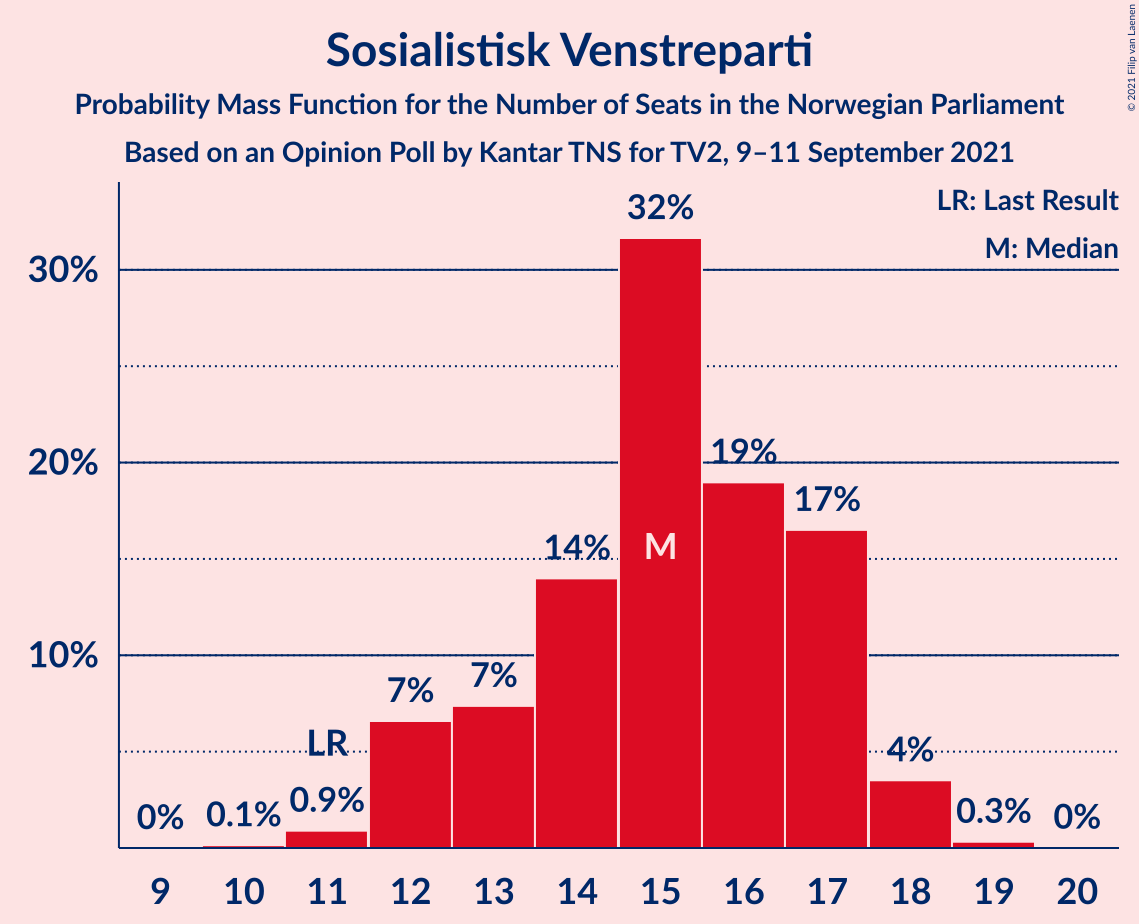 Sosialistisk Venstreparti
Probability Mass Function for the Number of Seats in the Norwegian Parliament
Based on an Opinion Poll by Kantar TNS for TV2, 9–11 September 2021
© 2021 Filip van Laenen
LR: Last Result
M: Median
30%
20%
10%
0%
0.1%
0.9%
LR
7%
7%
14%
32%
M
19%
17%
4%
0.3%
0%
9 10 11 12 13 14 15 16 17 18 19 20